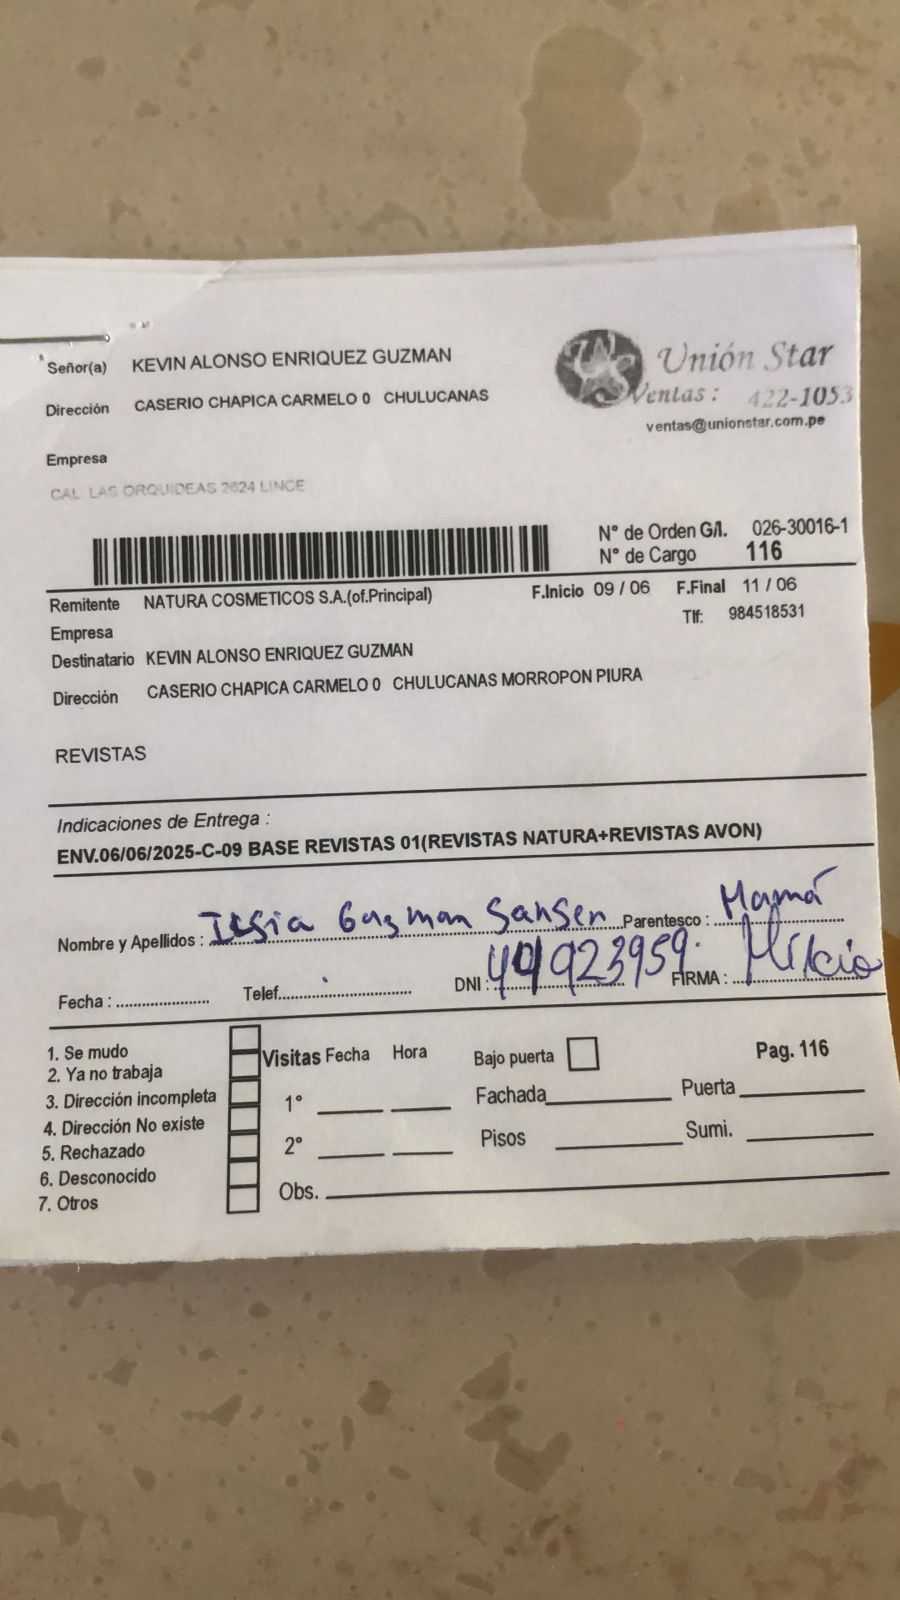 Señor(a) KEVIN ALONSO ENRIQUEZ GUZMAN
Dirección CASERIO CHAPICA CARMELO 0 CHULUCANAS
Unión Star
Ventas : 422-1053
ventas@unionstar.com.pe
Empresa
CAL LAS ORQUIDEAS 2624 LINCE
N° de Orden G/l. 026-30016-1
N° de Cargo 116
Remitente NATURA COSMETICOS S.A.(of.Principal) F.Inicio 09 / 06 F.Final 11 / 06
Empresa Tlf: 984518531
Destinatario KEVIN ALONSO ENRIQUEZ GUZMAN
Dirección CASERIO CHAPICA CARMELO 0 CHULUCANAS MORROPON PIURA
REVISTAS
Indicaciones de Entrega :
ENV.06/06/2025-C-09 BASE REVISTAS 01(REVISTAS NATURA+REVISTAS AVON)
Nombre y Apellidos : Guzman Parentesco : Mamá
Fecha : Telef. DNI : 44923959 FIRMA :
1. Se mudo
2. Ya no trabaja
3. Dirección incompleta
4. Dirección No existe
5. Rechazado
6. Desconocido
7. Otros
Visitas Fecha Hora
1°
2°
Obs.
Bajo puerta Pag. 116
Fachada Puerta
Pisos Sumi.